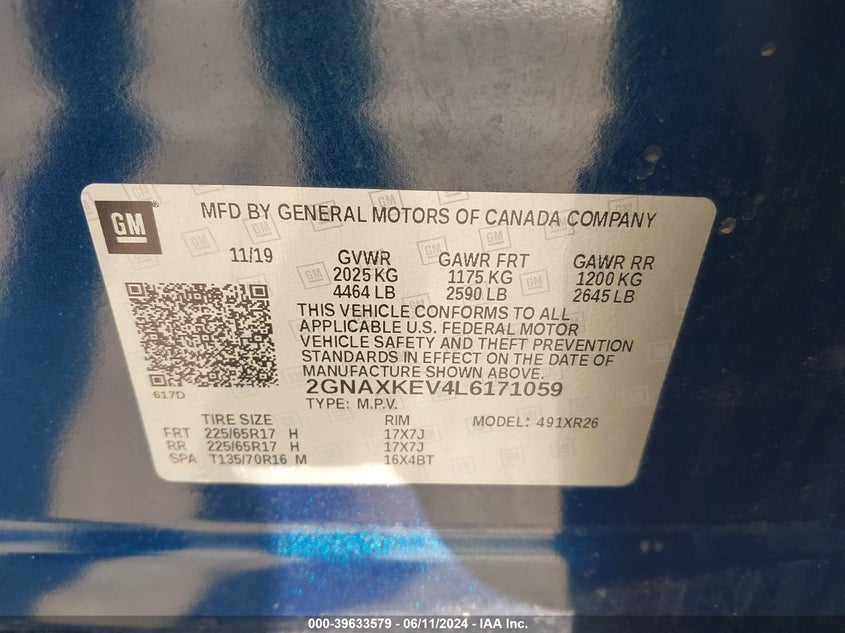 GM
MFD BY GENERAL MOTORS OF CANADA COMPANY
11/19 GVWR GAWR FRT GAWR RR
2025 KG 1175 KG 1200 KG
4464 LB 2590 LB 2645 LB
THIS VEHICLE CONFORMS TO ALL
APPLICABLE U.S. FEDERAL MOTOR
VEHICLE SAFETY AND THEFT PREVENTION
STANDARDS IN EFFECT ON THE DATE OF
MANUFACTURE SHOWN ABOVE.
617D
2GNAXKEV4L6171059
TYPE: M.P.V.
TIRE SIZE RIM MODEL: 491XR26
FRT 225/65R17 H 17X7J
RR 225/65R17 H 17X7J
SPA T135/70R16 M 16X4BT
000-39633579 - 06/11/2024 - IAA Inc.